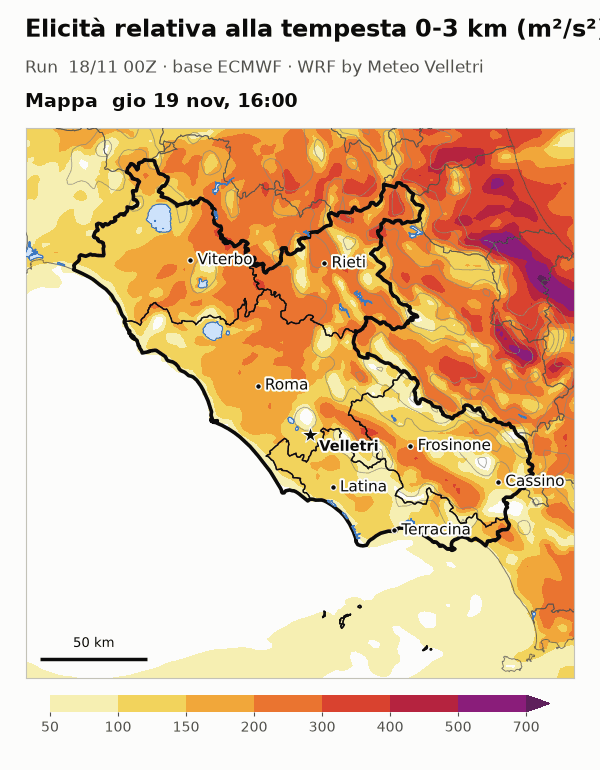 Elicità relativa alla tempesta 0-3 km (m²/s²)
Run 18/11 00Z · base ECMWF · WRF by Meteo Velletri
Mappa gio 19 nov, 16:00
Viterbo
Rieti
Roma
Velletri
Frosinone
Cassino
Latina
Terracina
50 km
50 100 150 200 300 400 500 700